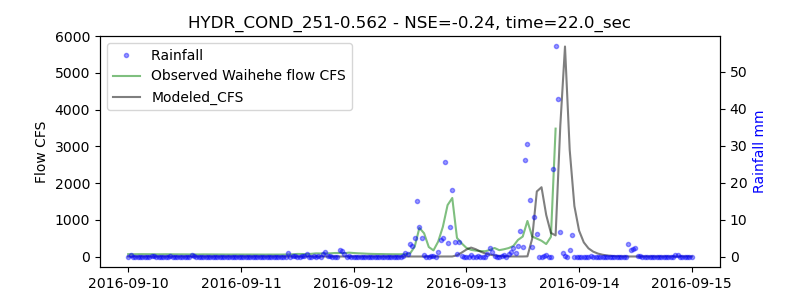 HYDR_COND_251-0.562 - NSE=-0.24, time=22.0_sec
Rainfall
Observed Waihehe flow CFS
Modeled_CFS
Flow CFS
6000
5000
4000
3000
2000
1000
0
50
40
30
20
10
0
Rainfall mm
2016-09-10 2016-09-11 2016-09-12 2016-09-13 2016-09-14 2016-09-15